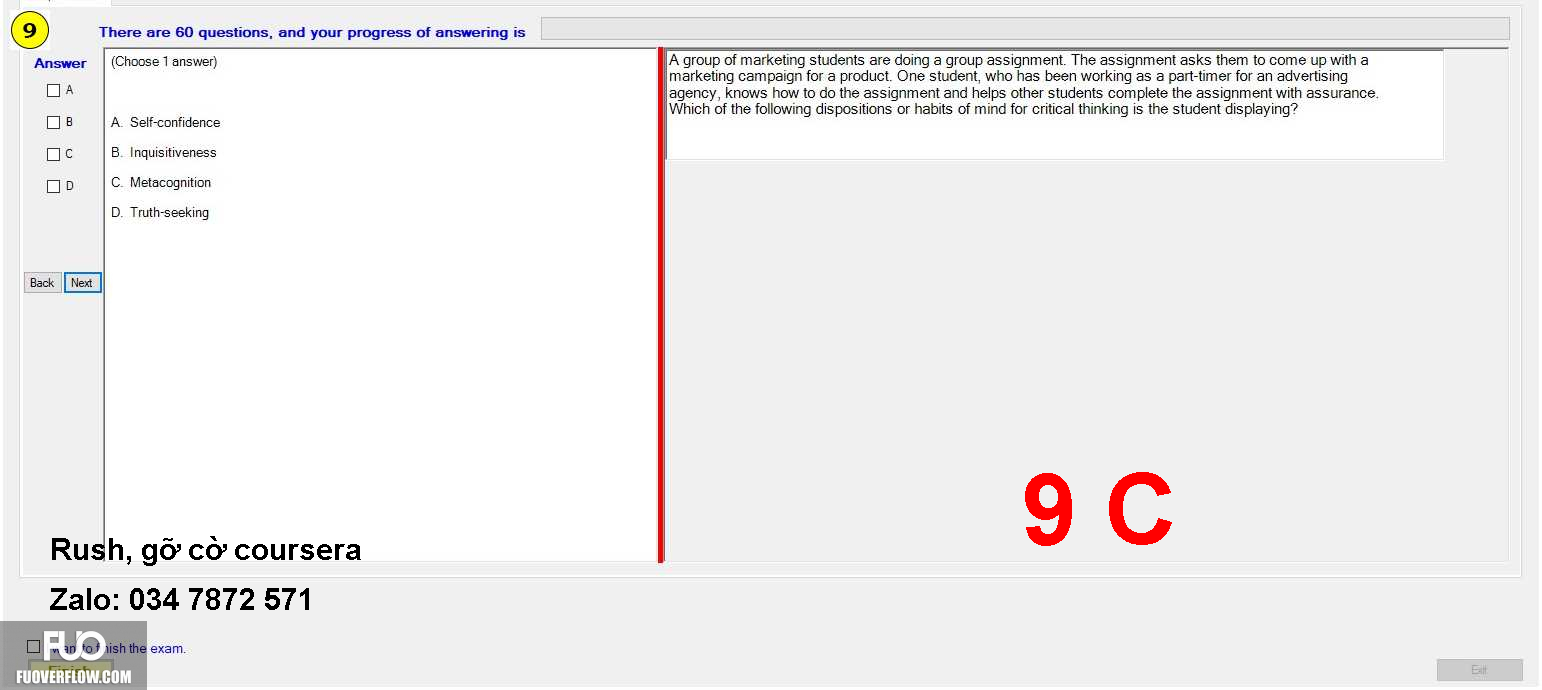 9
There are 60 questions, and your progress of answering is
Answer
(Choose 1 answer)
A
B
C
D
A. Self-confidence
B. Inquisitiveness
C. Metacognition
D. Truth-seeking
Back Next
A group of marketing students are doing a group assignment. The assignment asks them to come up with a
marketing campaign for a product. One student, who has been working as a part-timer for an advertising
agency, knows how to do the assignment and helps other students complete the assignment with assurance.
Which of the following dispositions or habits of mind for critical thinking is the student displaying?
9 C
Rush, gỡ cờ coursera
Zalo: 034 7872 571
FUO
want to finish the exam.
Finish
FUOVERFLOW.COM
Exit